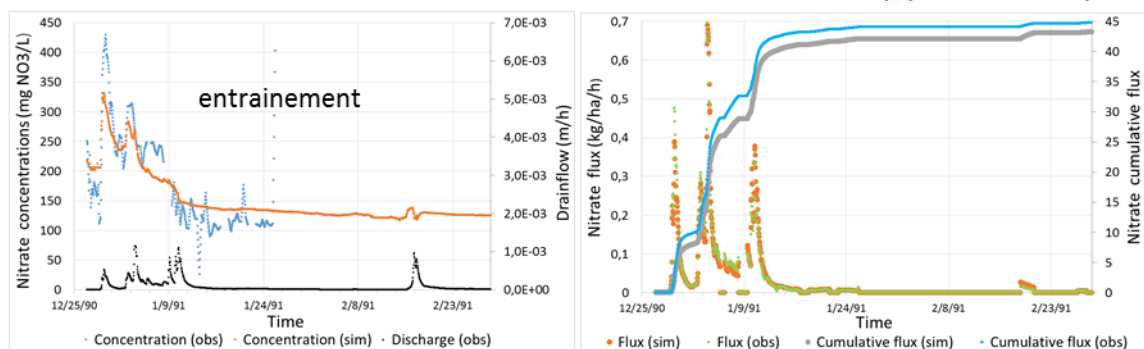 450
400
350
300
250
200
150
100
50
0
Nitrate concentrations (mg NO3/L)
entrainement
7,0E-03
6,0E-03
5,0E-03
4,0E-03
3,0E-03
2,0E-03
1,0E-03
0,0E+00
Drainflow (m/h)
12/25/90 1/9/91 1/24/91 2/8/91 2/23/91
Time
Concentration (obs) Concentration (sim) Discharge (obs)
0,7
0,6
0,5
0,4
0,3
0,2
0,1
0
Nitrate flux (kg/ha/h)
45
40
35
30
25
20
15
10
5
0
Nitrate cumulative flux
12/25/90 1/9/91 1/24/91 2/8/91 2/23/91
Time
Flux (sim) Flux (obs) Cumulative flux (sim) Cumulative flux (obs)